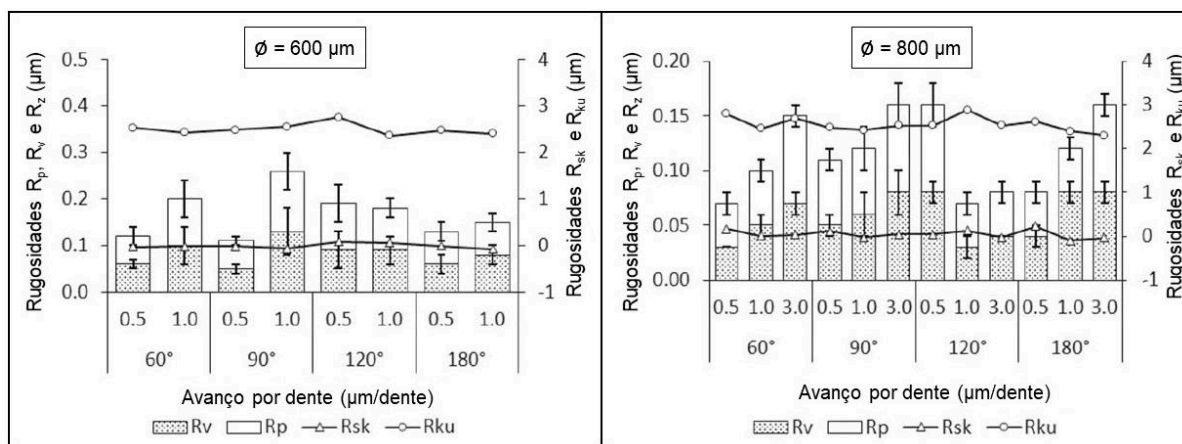 Ø = 600 µm
Rugosidades Rp, Rv e Rz (µm)
0.5
0.4
0.3
0.2
0.1
0.0
4
3
2
1
0
-1
Rugosidades Rsk e Rku (µm)
0.5 1.0 0.5 1.0 0.5 1.0 0.5 1.0
60° 90° 120° 180°
Avanço por dente (µm/dente)
Rv Rp Rsk Rku
Ø = 800 µm
Rugosidades Rp, Rv e Rz (µm)
0.20
0.15
0.10
0.05
0.00
4
3
2
1
0
-1
Rugosidades Rsk e Rku (µm)
0.5 1.0 3.0 0.5 1.0 3.0 0.5 1.0 3.0 0.5 1.0 3.0
60° 90° 120° 180°
Avanço por dente (µm/dente)
Rv Rp Rsk Rku